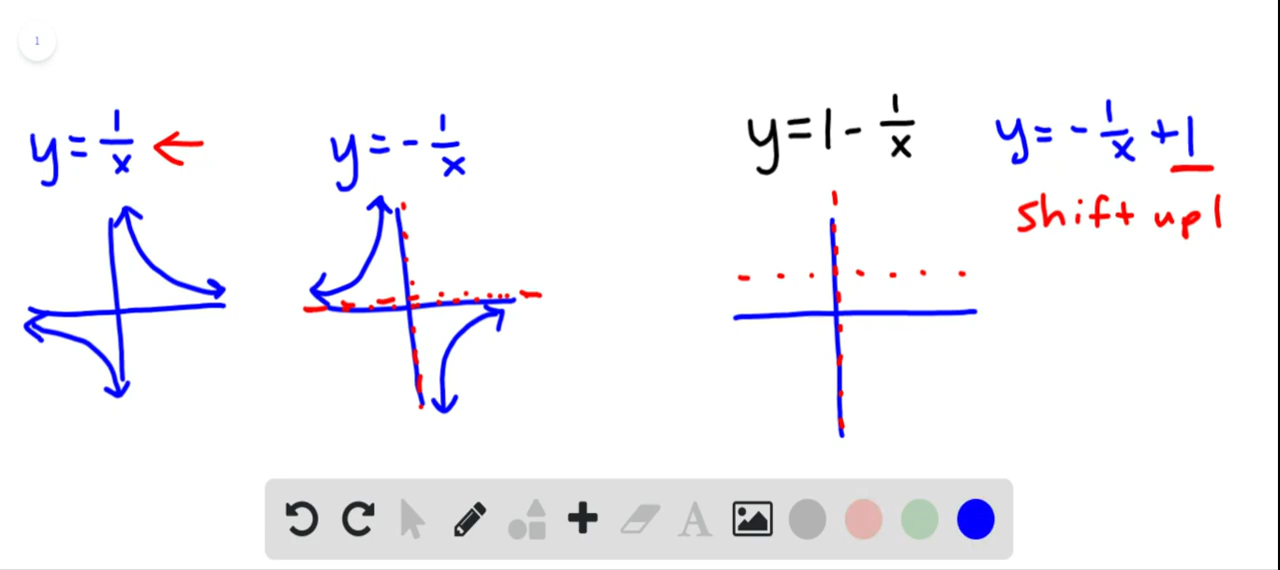 1
y = 1/x ←
y = - 1/x
y = 1 - 1/x
y = - 1/x + 1
shift up 1
A